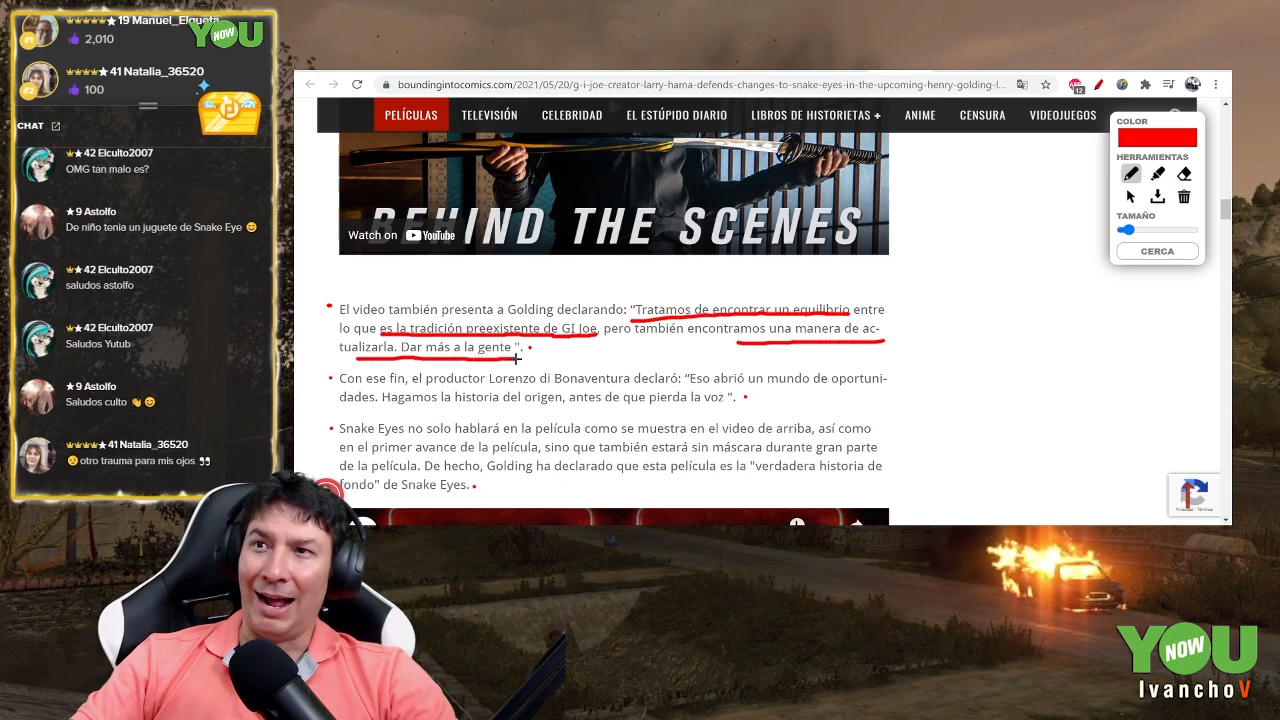 19 Manuel_Elgueta
#1
2,010
YOU NOW
41 Natalia_36520
#2
100
CHAT
42 Elculto2007
OMG tan malo es?
9 Astolfo
De niño tenia un juguete de Snake Eye 😊
42 Elculto2007
saludos astolfo
42 Elculto2007
Saludos Yutub
9 Astolfo
Saludos culto 👏😊
41 Natalia_36520
😢otro trauma para mis ojos 👀
boundingintocomics.com/2021/05/20/g-i-joe-creator-larry-hama-defends-changes-to-snake-eyes-in-the-upcoming-henry-golding-l...
12
PELÍCULAS TELEVISIÓN CELEBRIDAD EL ESTÚPIDO DIARIO LIBROS DE HISTORIETAS + ANIME CENSURA VIDEOJUEGOS
BEHIND THE SCENES
Watch on YouTube
El video también presenta a Golding declarando: “Tratamos de encontrar un equilibrio entre
lo que es la tradición preexistente de GI Joe, pero también encontramos una manera de ac-
tualizarla. Dar más a la gente ".
Con ese fin, el productor Lorenzo di Bonaventura declaró: “Eso abrió un mundo de oportuni-
dades. Hagamos la historia del origen, antes de que pierda la voz ".
Snake Eyes no solo hablará en la película como se muestra en el video de arriba, así como
en el primer avance de la película, sino que también estará sin máscara durante gran parte
de la película. De hecho, Golding ha declarado que esta película es la "verdadera historia de
fondo" de Snake Eyes.
COLOR
HERRAMIENTAS
TAMAÑO
CERCA
YOU NOW
IvanchoV